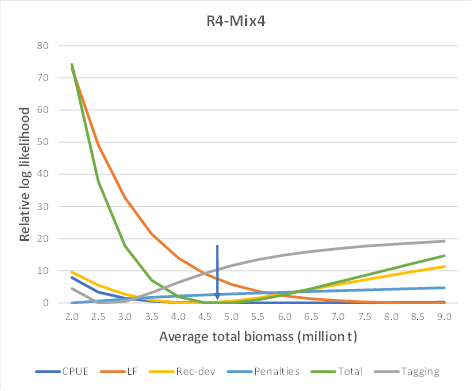 R4-Mix4
Relative log likelihood
80
70
60
50
40
30
20
10
0
2.0 2.5 3.0 3.5 4.0 4.5 5.0 5.5 6.0 6.5 7.0 7.5 8.0 8.5 9.0
Average total biomass (million t)
CPUE LF Rec-dev Penalties Total Tagging